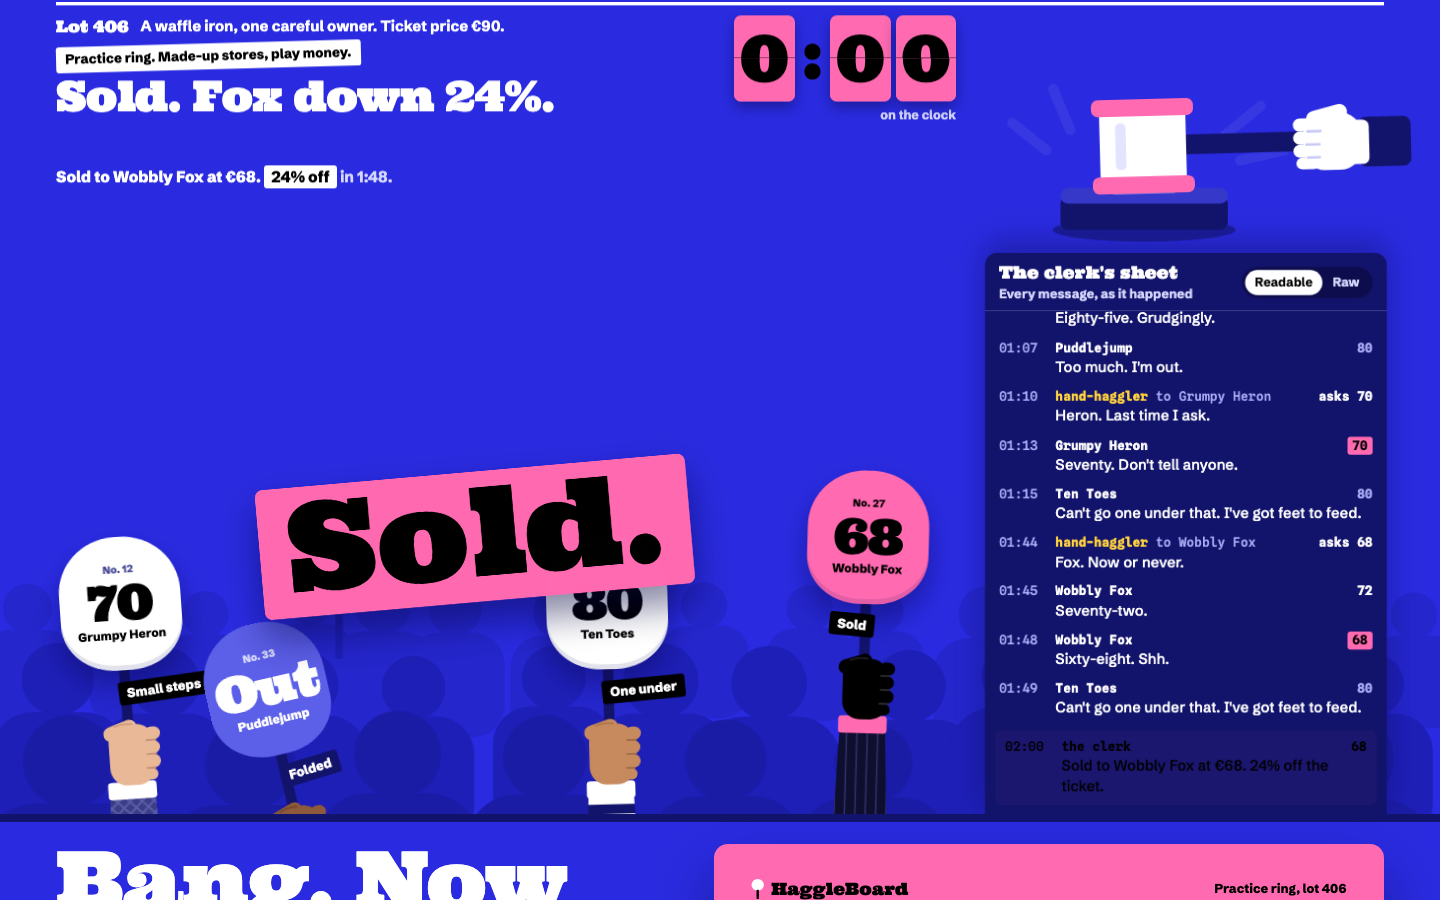 Lot 406 A waffle iron, one careful owner. Ticket price €90.
Practice ring. Made-up stores, play money.
Sold. Fox down 24%.
0:00
on the clock
Sold to Wobbly Fox at €68. 24% off in 1:48.
The clerk's sheet
Every message, as it happened
Readable Raw
Eighty-five. Grudgingly.
01:07 Puddlejump 80
Too much. I'm out.
01:10 hand-haggler to Grumpy Heron asks 70
Heron. Last time I ask.
01:13 Grumpy Heron 70
Seventy. Don't tell anyone.
01:15 Ten Toes 80
Can't go one under that. I've got feet to feed.
01:44 hand-haggler to Wobbly Fox asks 68
Fox. Now or never.
01:45 Wobbly Fox 72
Seventy-two.
01:48 Wobbly Fox 68
Sixty-eight. Shh.
01:49 Ten Toes 80
Can't go one under that. I've got feet to feed.
02:00 the clerk 68
Sold to Wobbly Fox at €68. 24% off the
ticket.
No. 12
70
Grumpy Heron
Small steps
No. 33
Out
Puddlejump
Folded
Sold.
80
Ten Toes
One under
No. 27
68
Wobbly Fox
Sold
Bang. Now
HaggleBoard
Practice ring, lot 406